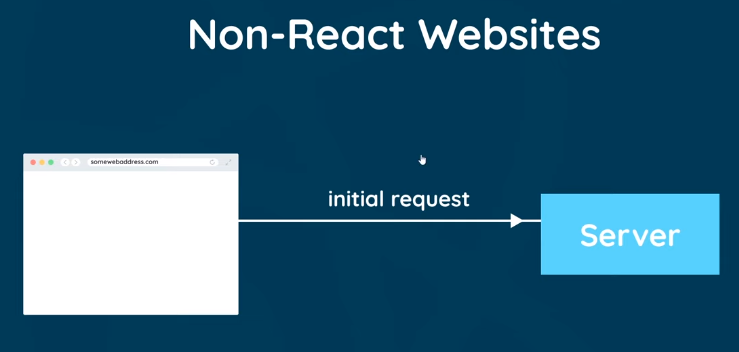 Non-React Websites
somewebaddress.com
initial request
Server